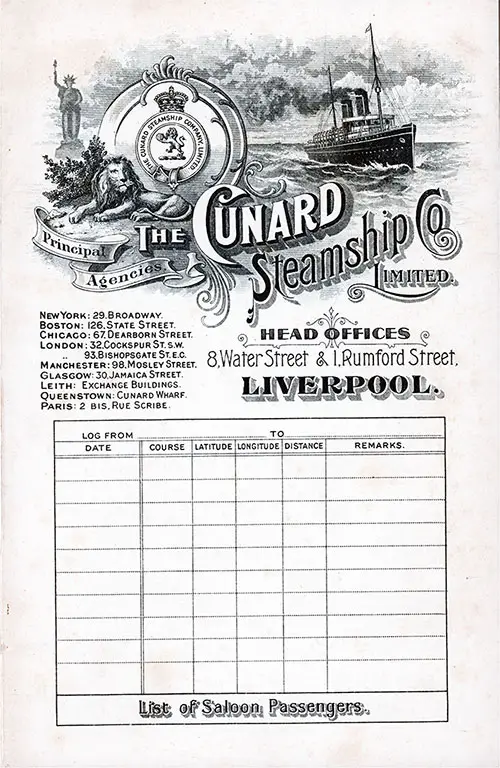 THE CUNARD STEAMSHIP COMPANY, LIMITED.
THE CUNARD
Steamship Co
LIMITED.
Principal
Agencies
NEW YORK: 29, BROADWAY.
BOSTON: 126, STATE STREET.
CHICAGO: 67, DEARBORN STREET.
LONDON: 32, COCKSPUR ST. S.W.
„ 93, BISHOPSGATE ST. E.C.
MANCHESTER: 98, MOSLEY STREET.
GLASGOW: 30, JAMAICA STREET.
LEITH: EXCHANGE BUILDINGS.
QUEENSTOWN: CUNARD WHARF.
PARIS: 2 BIS, RUE SCRIBE.
HEAD OFFICES
8, Water Street & 1, Rumford Street,
LIVERPOOL.
LOG FROM TO
DATE COURSE LATITUDE LONGITUDE DISTANCE REMARKS.
List of Saloon Passengers.